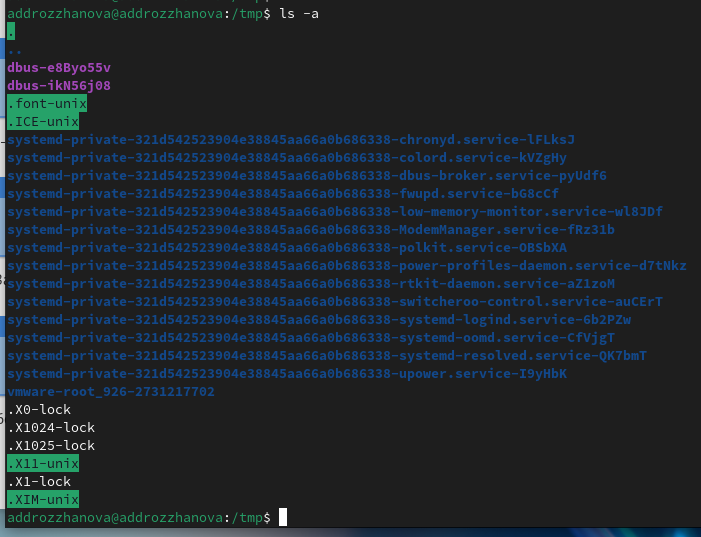 addrozzhanova@addrozzhanova:/tmp$ ls -a
.
..
dbus-e8Byo55v
dbus-ikN56j08
.font-unix
.ICE-unix
systemd-private-321d542523904e38845aa66a0b686338-chronyd.service-lFLksJ
systemd-private-321d542523904e38845aa66a0b686338-colord.service-kVZgHy
systemd-private-321d542523904e38845aa66a0b686338-dbus-broker.service-pyUdf6
systemd-private-321d542523904e38845aa66a0b686338-fwupd.service-bG8cCf
systemd-private-321d542523904e38845aa66a0b686338-low-memory-monitor.service-wl8JDf
systemd-private-321d542523904e38845aa66a0b686338-ModemManager.service-fRz31b
systemd-private-321d542523904e38845aa66a0b686338-polkit.service-OBSbXA
systemd-private-321d542523904e38845aa66a0b686338-power-profiles-daemon.service-d7tNkz
systemd-private-321d542523904e38845aa66a0b686338-rtkit-daemon.service-aZ1zoM
systemd-private-321d542523904e38845aa66a0b686338-switcheroo-control.service-auCErT
systemd-private-321d542523904e38845aa66a0b686338-systemd-logind.service-6b2PZw
systemd-private-321d542523904e38845aa66a0b686338-systemd-oomd.service-CfVjgT
systemd-private-321d542523904e38845aa66a0b686338-systemd-resolved.service-QK7bmT
systemd-private-321d542523904e38845aa66a0b686338-upower.service-I9yHbK
vmware-root_926-2731217702
.X0-lock
.X1024-lock
.X1025-lock
.X11-unix
.X1-lock
.XIM-unix
addrozzhanova@addrozzhanova:/tmp$